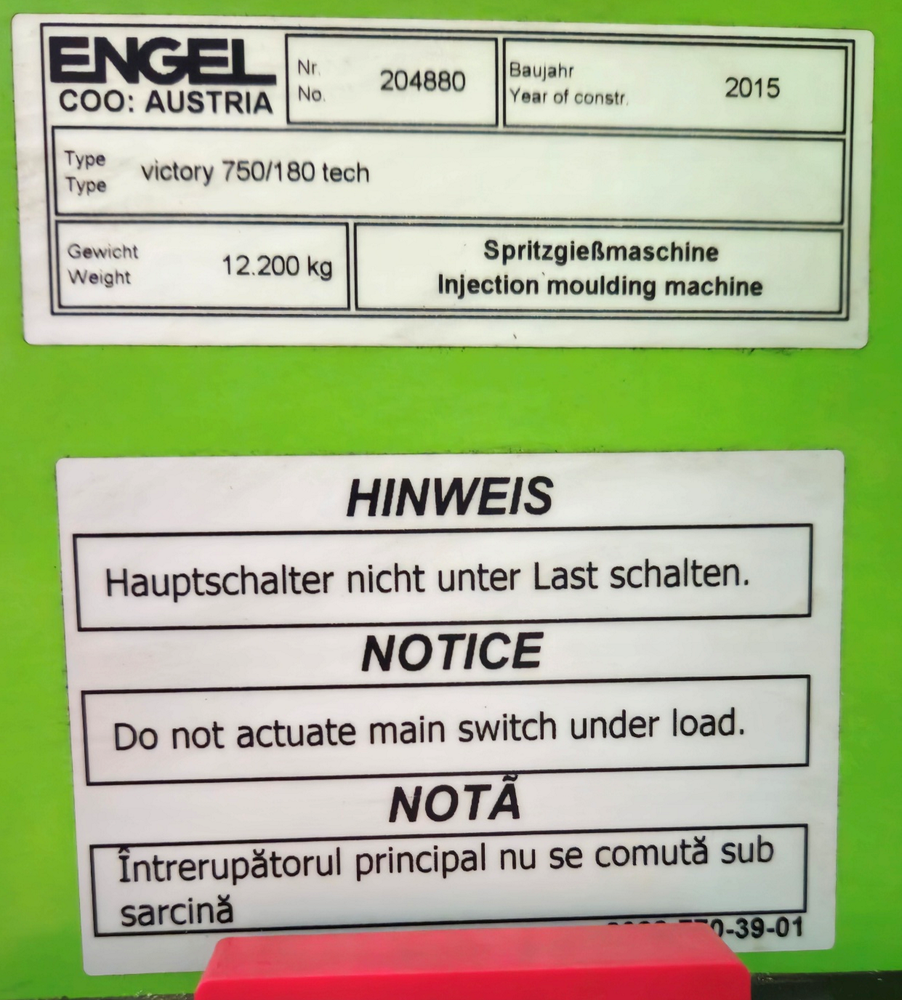 ENGEL
COO: AUSTRIA
Nr. 204880
No.
Baujahr 2015
Year of constr.
Type victory 750/180 tech
Type
Gewicht 12.200 kg
Weight
Spritzgießmaschine
Injection moulding machine
HINWEIS
Hauptschalter nicht unter Last schalten.
NOTICE
Do not actuate main switch under load.
NOTÃ
Întrerupătorul principal nu se comută sub
sarcină
-39-01